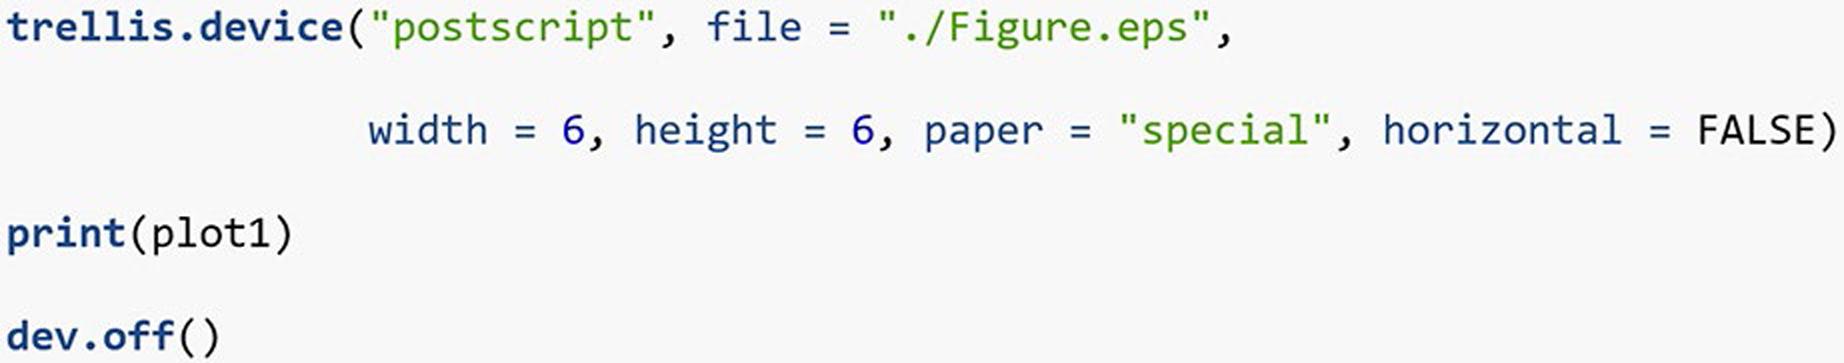 trellis.device("postscript", file = "./Figure.eps",
width = 6, height = 6, paper = "special", horizontal = FALSE)
print(plot1)
dev.off()